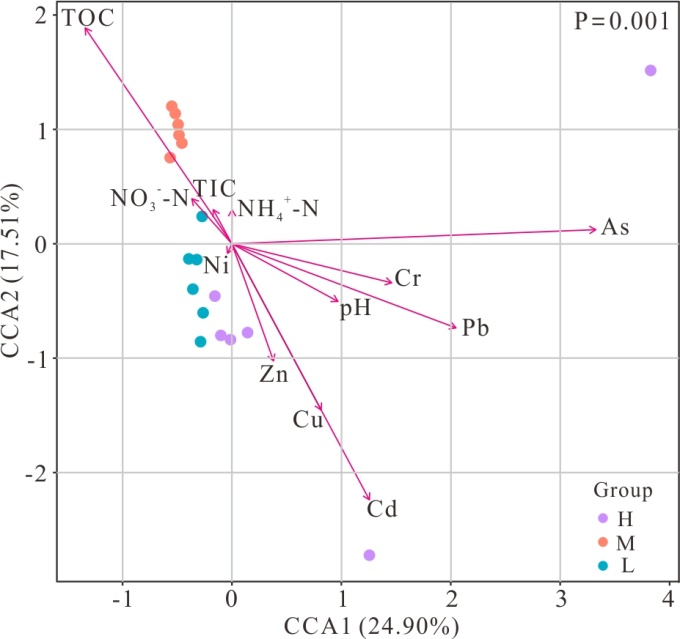 2
TOC
P=0.001
1
NO₃⁻-N
TIC
NH₄⁺-N
As
0
Ni
Cr
pH
Pb
-1
Zn
Cu
-2
Cd
Group
H
M
L
-1
0
1
2
3
4
CCA1 (24.90%)
CCA2 (17.51%)